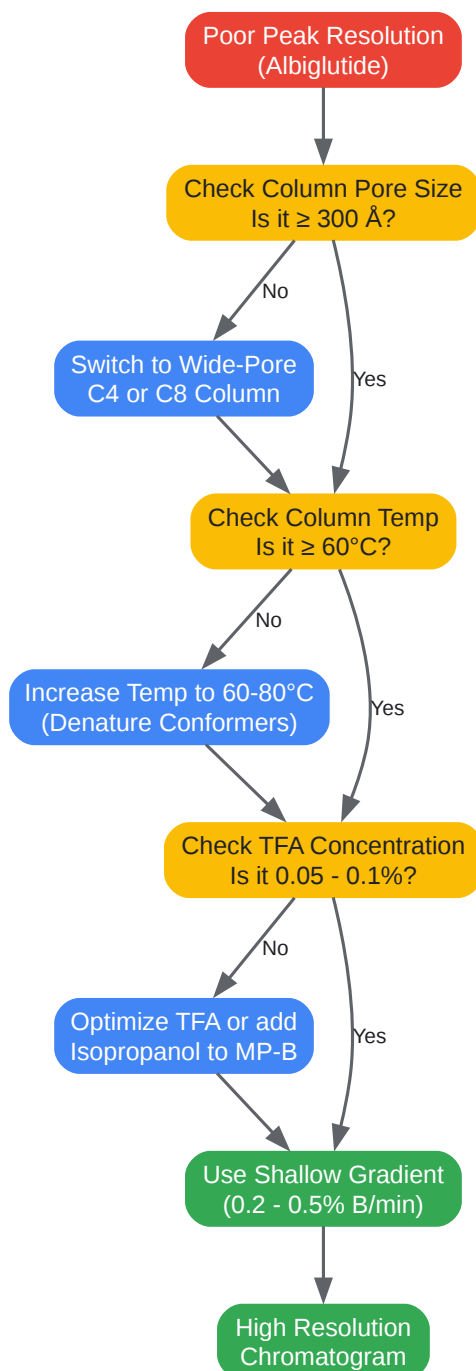 Poor Peak Resolution
(Albiglutide)
Check Column Pore Size
Is it ≥ 300 Å?
No
Yes
Switch to Wide-Pore
C4 or C8 Column
Check Column Temp
Is it ≥ 60°C?
No
Yes
Increase Temp to 60-80°C
(Denature Conformers)
Check TFA Concentration
Is it 0.05 - 0.1%?
No
Yes
Optimize TFA or add
Isopropanol to MP-B
Use Shallow Gradient
(0.2 - 0.5% B/min)
High Resolution
Chromatogram